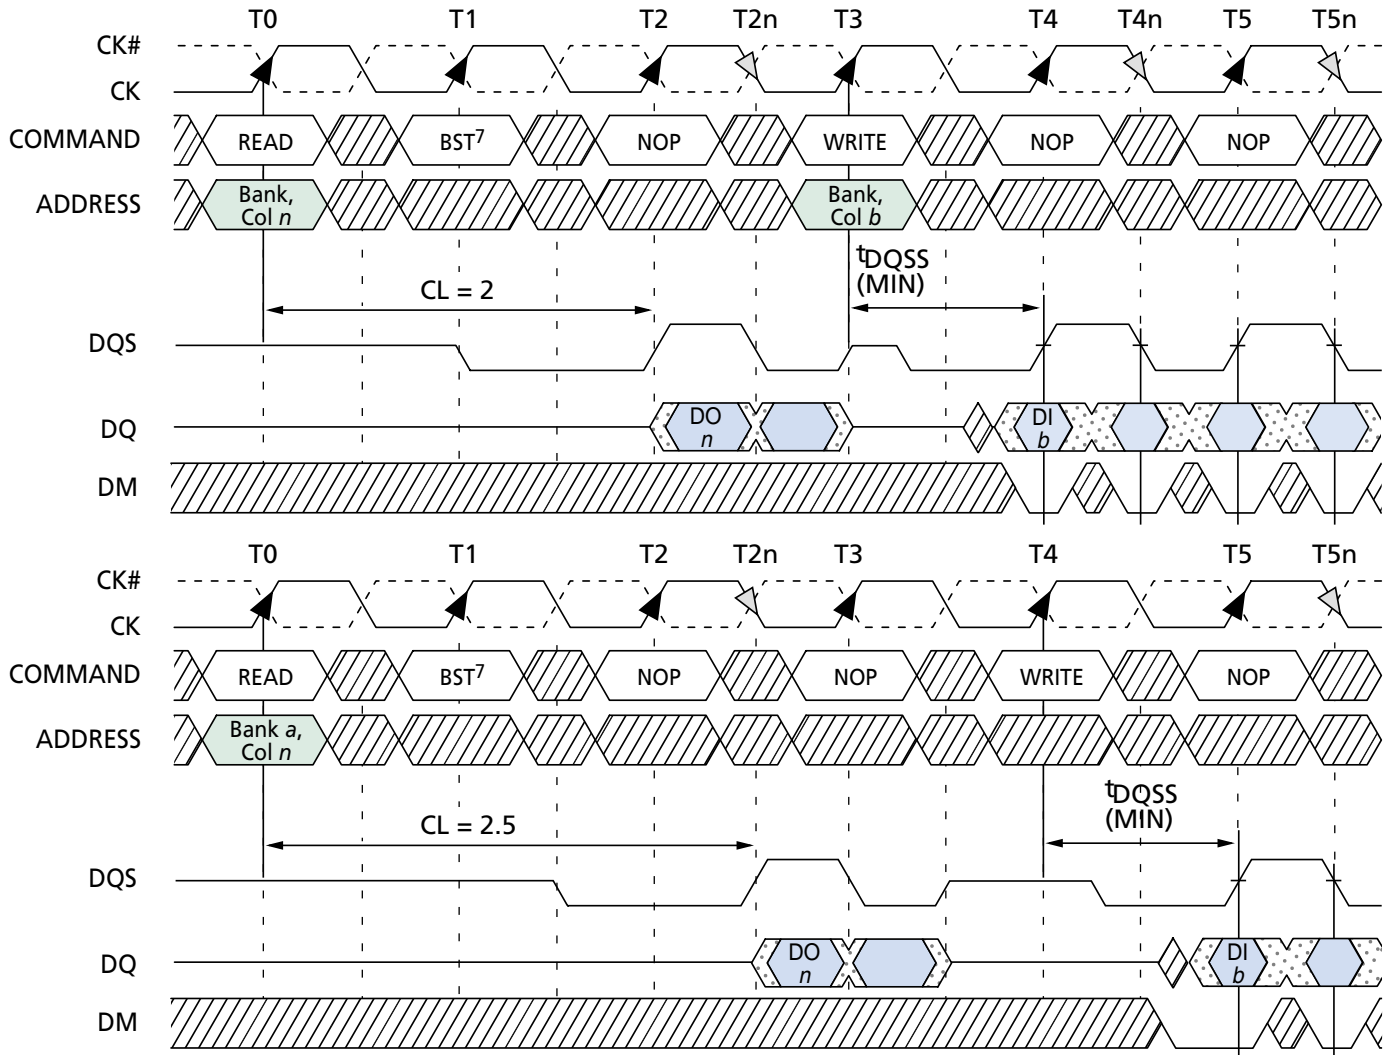 T0 T1 T2 T2n T3 T4 T4n T5 T5n
CK#
CK
COMMAND READ BST7 NOP WRITE NOP NOP
ADDRESS Bank, Col n Bank, Col b
tDQSS
(MIN)
CL = 2
DQS
DQ DO n DI b
DM
T0 T1 T2 T2n T3 T4 T5 T5n
CK#
CK
COMMAND READ BST7 NOP NOP WRITE NOP
ADDRESS Bank a, Col n
tDQSS
(MIN)
CL = 2.5
DQS
DQ DO n DI b
DM